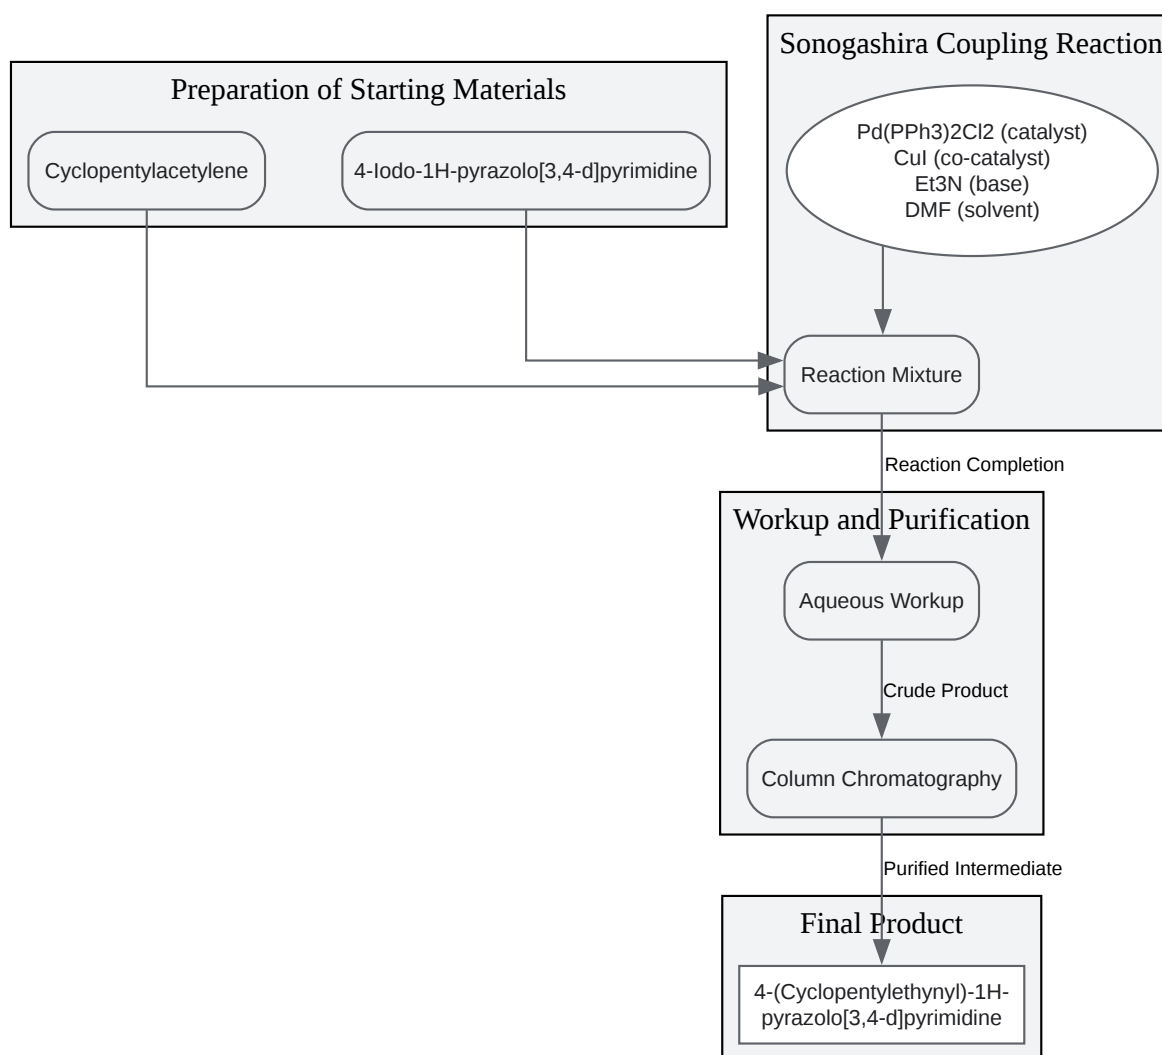 Sonogashira Coupling Reaction
Preparation of Starting Materials
Pd(PPh3)2Cl2 (catalyst)
CuI (co-catalyst)
Et3N (base)
DMF (solvent)
Cyclopentylacetylene
4-Iodo-1H-pyrazolo[3,4-d]pyrimidine
Reaction Mixture
Reaction Completion
Workup and Purification
Aqueous Workup
Crude Product
Column Chromatography
Purified Intermediate
Final Product
4-(Cyclopentylethynyl)-1H-
pyrazolo[3,4-d]pyrimidine